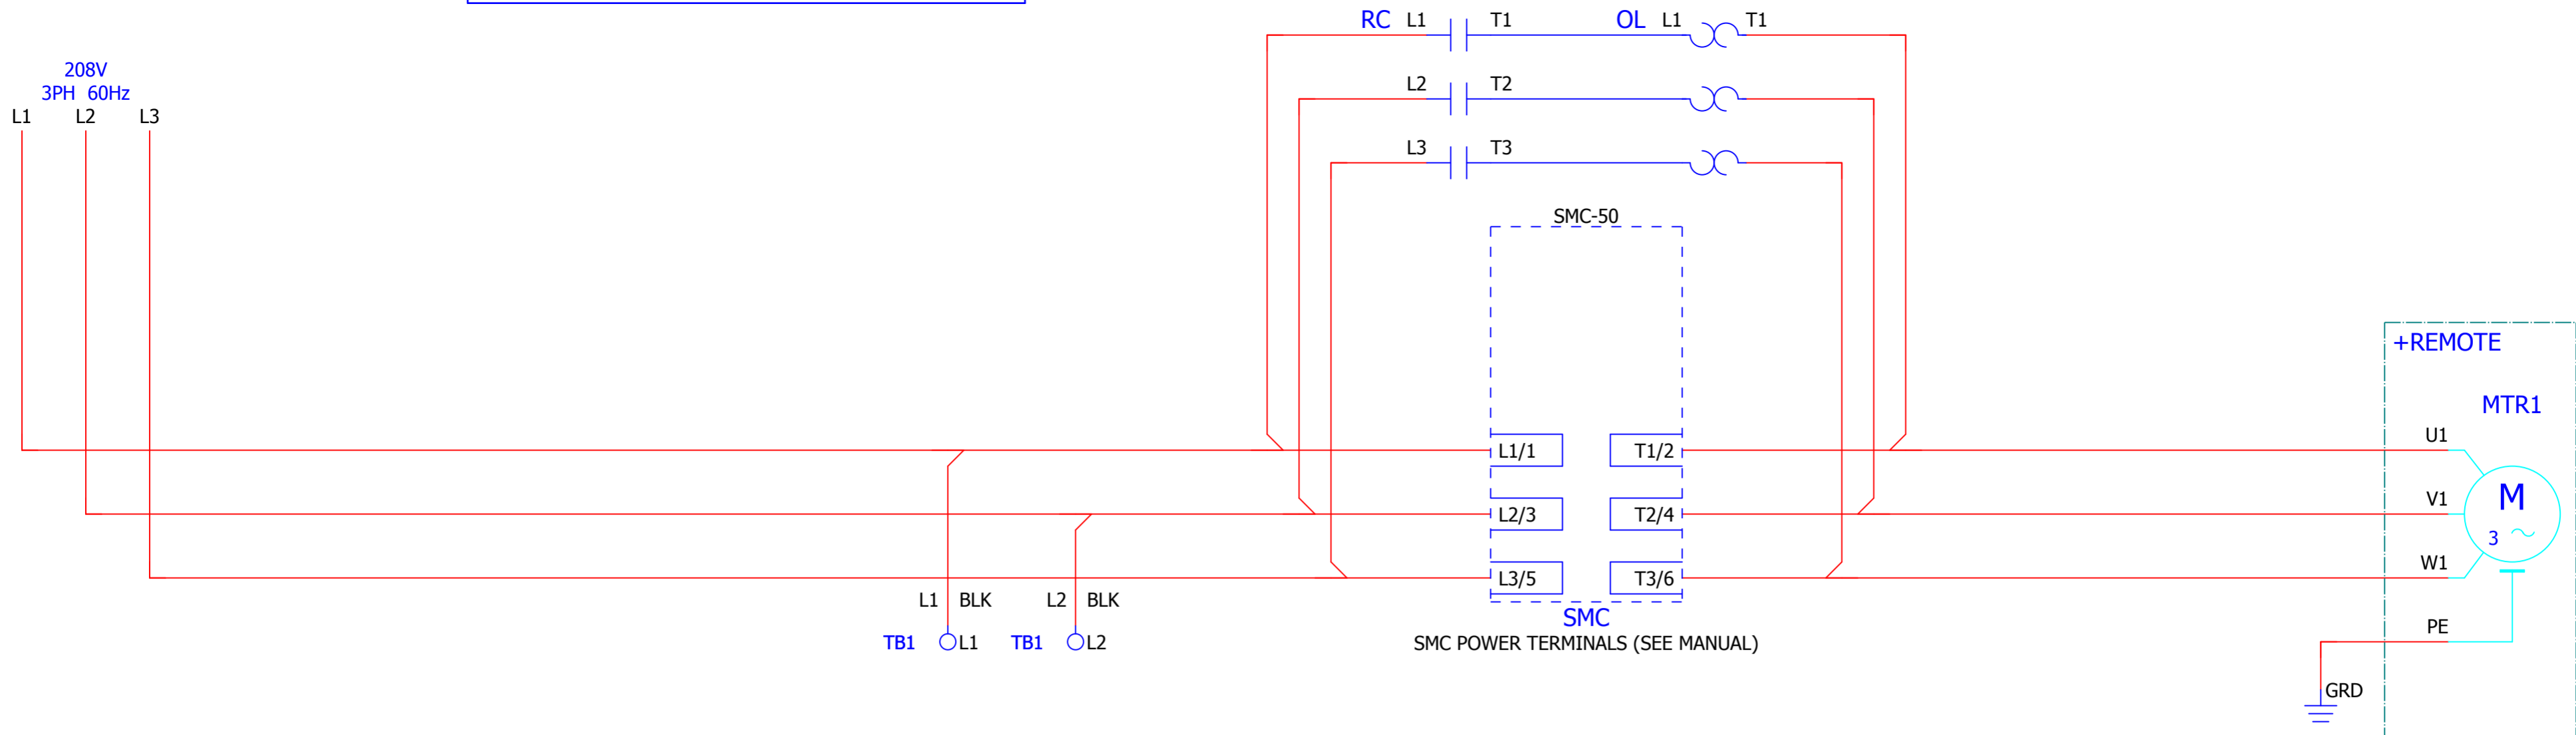 RC L1 T1 OL L1 T1
208V
3PH 60Hz
L1 L2 L3
L2 T2
L3 T3
SMC-50
+REMOTE
MTR1
U1
L1/1 T1/2
V1
M
L2/3 T2/4
3
W1
L3/5 T3/6
L1 BLK L2 BLK
SMC
PE
TB1 L1 TB1 L2
SMC POWER TERMINALS (SEE MANUAL)
GRD